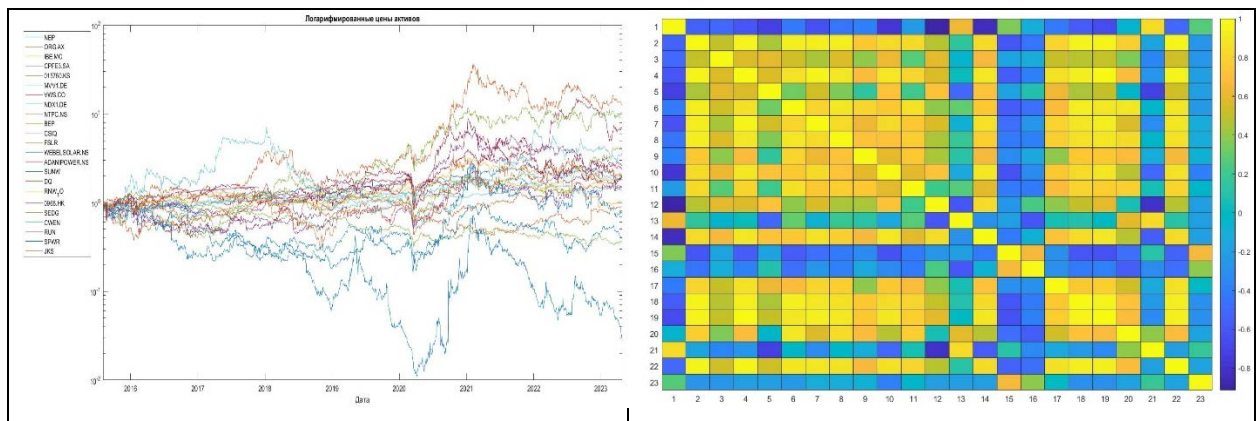 Логарифмированные цены активов
NEP
ORG.AX
IBE.MC
CPFE3.SA
015760.KS
MVV1.DE
VWS.CO
NDX1.DE
NTPC.NS
BEP
CSIQ
FSLR
WEBELSOLAR.NS
ADANIPOWER.NS
SUNW
DQ
0968.HK
SEDG
CWEN
RUN
SPWR
JKS
2016 2017 2018 2019 2020 2021 2022 2023
Дата
1
2
3
4
5
6
7
8
9
10
11
12
13
14
15
16
17
18
19
20
21
22
23
1 2 3 4 5 6 7 8 9 10 11 12 13 14 15 16 17 18 19 20 21 22 23
1
0.8
0.6
0.4
0.2
0
-0.2
-0.4
-0.6
-0.8